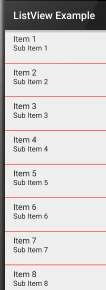 ListView Example
Item 1
Sub Item 1
Item 2
Sub Item 2
Item 3
Sub Item 3
Item 4
Sub Item 4
Item 5
Sub Item 5
Item 6
Sub Item 6
Item 7
Sub Item 7
Item 8
Sub Item 8